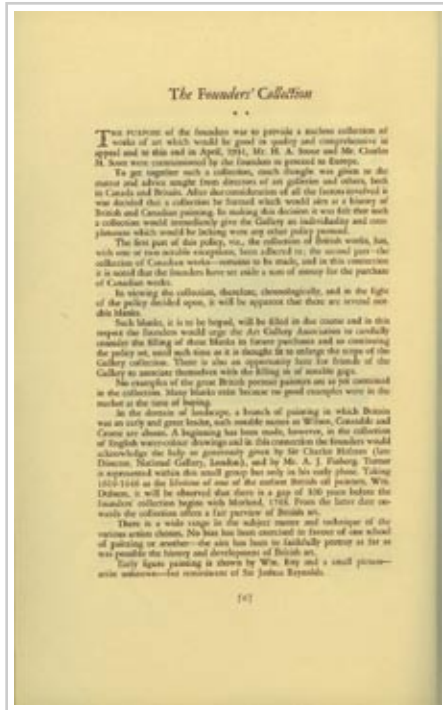 The Founders' Collection
THE PURPOSE of the founders was to provide a nucleus collection of
works of art which would be good in quality and comprehensive in
appeal and to this end in April, 1931, Mr. H. A. Stone and Mr. Charles
H. Scott were commissioned by the founders to proceed to Europe.
To get together such a collection, much thought was given to the
matter and advice sought from directors of art galleries and others, both
in Canada and Britain. After due consideration of all the factors involved it
was decided that a collection be formed which would aim at a history of
British and Canadian painting. In making this decision it was felt that such
a collection would immediately give the Gallery an individuality and com-
pleteness which would be lacking were any other policy pursued.
The first part of this policy, viz., the collection of British works, has,
with one or two notable exceptions, been adhered to; the second part—the
collection of Canadian works—remains to be made, and in this connection
it is noted that the founders have set aside a sum of money for the purchase
of Canadian works.
In viewing the collection, therefore, chronologically, and in the light
of the policy decided upon, it will be apparent that there are several not-
able blanks.
Such blanks, it is to be hoped, will be filled in due course and in this
respect the founders would urge the Art Gallery Association to carefully
consider the filling of these blanks in future purchases and so continuing
the policy set, until such time as it is thought fit to enlarge the scope of the
Gallery collection. There is also an opportunity here for friends of the
Gallery to associate themselves with the filling in of notable gaps.
No examples of the great British portrait painters are as yet contained
in the collection. Many blanks exist because no good examples were in the
market at the time of buying.
In the domain of landscape, a branch of painting in which Britain
was an early and great leader, such notable names as Wilson, Constable and
Crome are absent. A beginning has been made, however, in the collection
of English water-colour drawings and in this connection the founders would
acknowledge the help so generously given by Sir Charles Holmes (late
Director, National Gallery, London), and by Mr. A. J. Finberg. Turner
is represented within this small group but only in his early phase. Taking
1610-1646 as the lifetime of one of the earliest British oil painters, Wm.
Dobson, it will be observed that there is a gap of 100 years before the
founders' collection begins with Morland, 1763. From the latter date on-
wards the collection offers a fair purview of British art.
There is a wide range in the subject matter and technique of the
various artists chosen. No bias has been exercised in favour of one school
of painting or another—the aim has been to faithfully portray as far as
was possible the history and development of British art.
Early figure painting is shown by Wm. Etty and a small picture—
artist unknown—but reminiscent of Sir Joshua Reynolds.